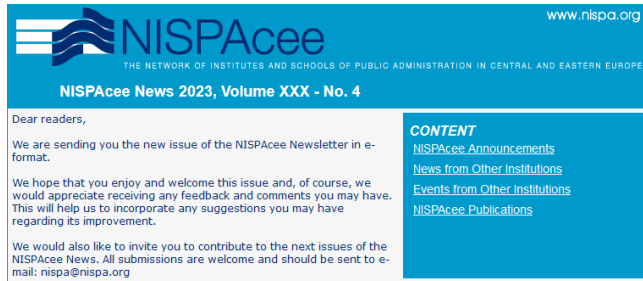 www.nispa.org
NISPAcee
THE NETWORK OF INSTITUTES AND SCHOOLS OF PUBLIC ADMINISTRATION IN CENTRAL AND EASTERN EUROPE
NISPAcee News 2023, Volume XXX - No. 4
Dear readers,
We are sending you the new issue of the NISPAcee Newsletter in e-
format.
We hope that you enjoy and welcome this issue and, of course, we
would appreciate receiving any feedback and comments you may have.
This will help us to incorporate any suggestions you may have
regarding its improvement.
We would also like to invite you to contribute to the next issues of the
NISPAcee News. All submissions are welcome and should be sent to e-
mail: nispa@nispa.org
CONTENT
NISPAcee Announcements
News from Other Institutions
Events from Other Institutions
NISPAcee Publications